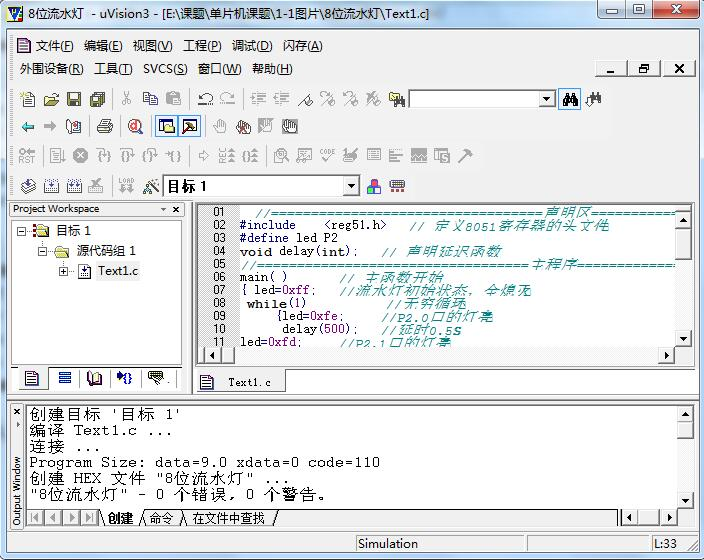 8位流水灯 - uVision3 - [E:\课题\单片机课题\1-1图片\8位流水灯\Text1.c]
文件(F) 编辑(E) 视图(V) 工程(P) 调试(D) 闪存(A)
外围设备(R) 工具(T) SVCS(S) 窗口(W) 帮助(H)
RST
CODE
LOAD
目标 1
Project Workspace
目标 1
源代码组 1
Text1.c
01 //==================================声明区============
02 #include <reg51.h> // 定义8051寄存器的头文件
03 #define led P2
04 void delay(int); // 声明延迟函数
05 //==================================主程序============
06 main( ) // 主函数开始
07 { led=0xff; //流水灯初始状态，全熄灭
08 while(1) //无穷循环
09 {led=0xfe; //P2.0口的灯亮
10 delay(500); //延时0.5s
11 led=0xfd; //P2.1口的灯亮
Text1.c
Output Window
创建目标 '目标 1'
编译 Text1.c ...
连接 ...
Program Size: data=9.0 xdata=0 code=110
创建 HEX 文件 "8位流水灯" ...
"8位流水灯" - 0 个错误, 0 个警告。
创建 命令 在文件中查找
Simulation L:33